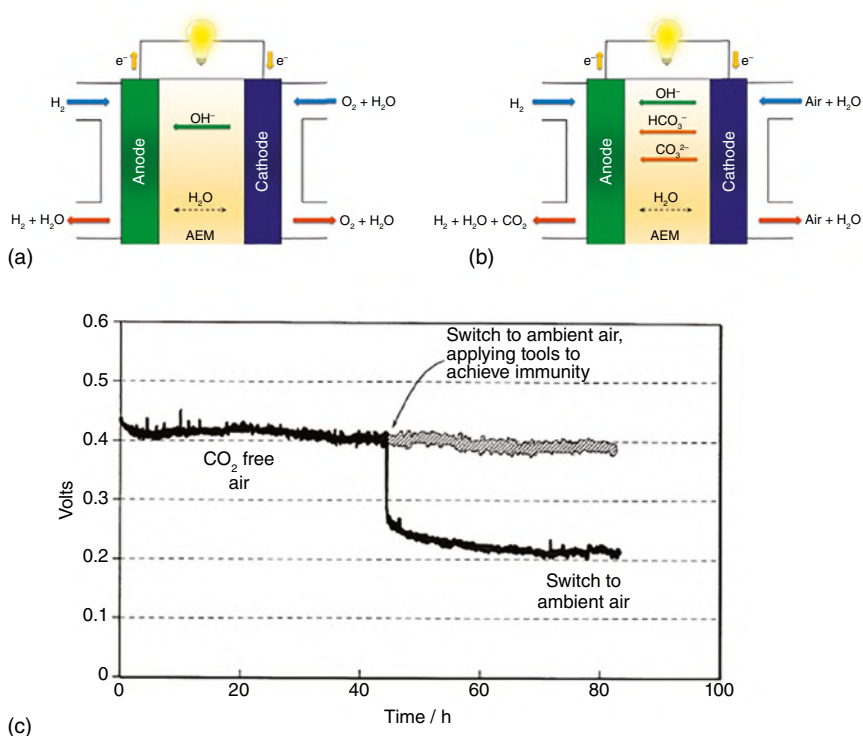 e⁻
e⁻
H₂
O₂ + H₂O
OH⁻
Anode
Cathode
H₂O
H₂ + H₂O
O₂ + H₂O
AEM
(a)
e⁻
e⁻
H₂
Air + H₂O
OH⁻
HCO₃⁻
CO₃²⁻
Anode
Cathode
H₂O
H₂ + H₂O + CO₂
Air + H₂O
AEM
(b)
0.6
0.5
0.4
0.3
0.2
0.1
0
Volts
Switch to ambient air,
applying tools to
achieve immunity
CO₂ free
air
Switch to
ambient air
0
20
40
60
80
100
Time / h
(c)